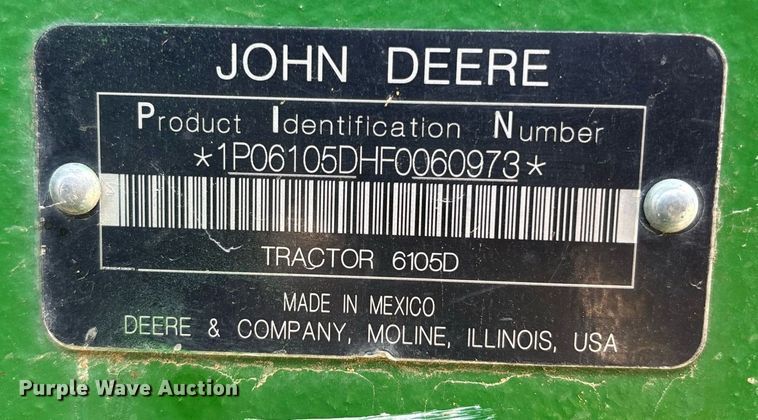 JOHN DEERE
Product Identification Number
*1P06105DHF0060973*
TRACTOR 6105D
MADE IN MEXICO
DEERE & COMPANY, MOLINE, ILLINOIS, USA
Purple Wave Auction